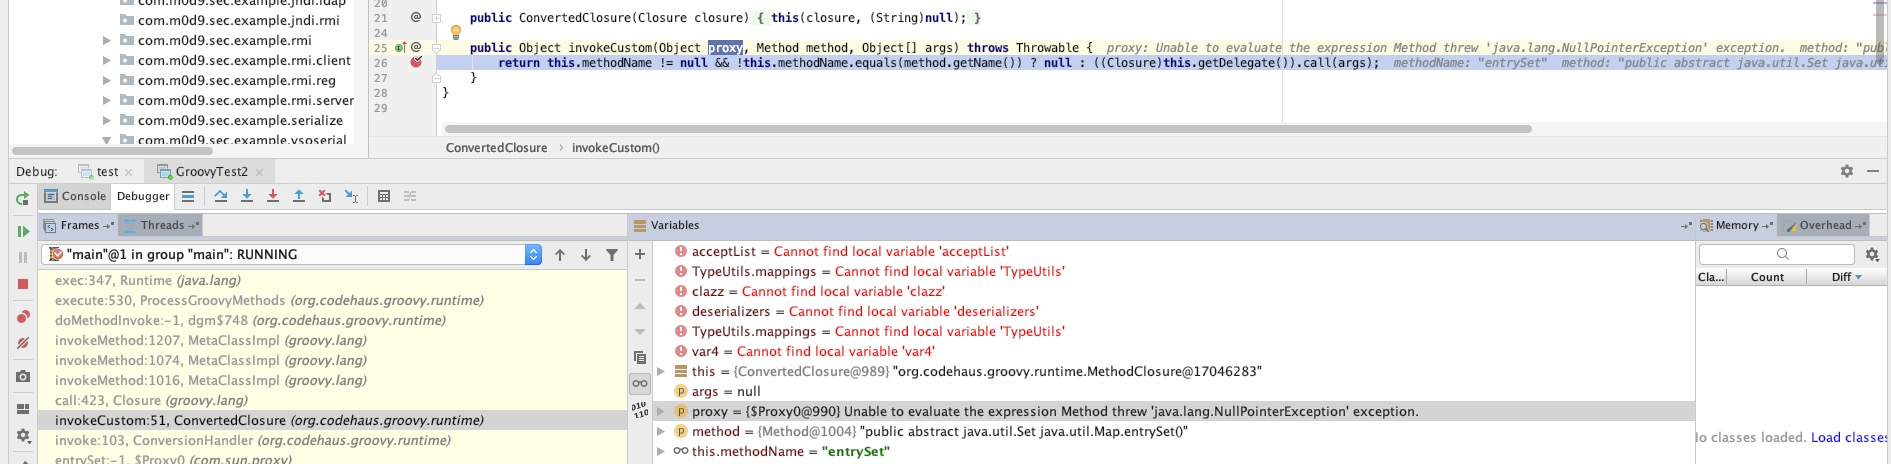 com.m0d9.sec.example.jndi.ldap
com.m0d9.sec.example.jndi.rmi
com.m0d9.sec.example.rmi
com.m0d9.sec.example.rmi.client
com.m0d9.sec.example.rmi.reg
com.m0d9.sec.example.rmi.server
com.m0d9.sec.example.serialize
com.m0d9.sec.example.ysoserial
20
21 @ public ConvertedClosure(Closure closure) { this(closure, (String)null); }
24
25 @ public Object invokeCustom(Object proxy, Method method, Object[] args) throws Throwable { proxy: Unable to evaluate the expression Method threw 'java.lang.NullPointerException' exception. method: "pub
26 return this.methodName != null && !this.methodName.equals(method.getName()) ? null : ((Closure)this.getDelegate()).call(args); methodName: "entrySet" method: "public abstract java.util.Set java.ut
27 }
28 }
29
ConvertedClosure › invokeCustom()
Debug: test × GroovyTest2 ×
Console Debugger
Frames Threads
"main"@1 in group "main": RUNNING
exec:347, Runtime (java.lang)
execute:530, ProcessGroovyMethods (org.codehaus.groovy.runtime)
doMethodInvoke:-1, dgm$748 (org.codehaus.groovy.runtime)
invokeMethod:1207, MetaClassImpl (groovy.lang)
invokeMethod:1074, MetaClassImpl (groovy.lang)
invokeMethod:1016, MetaClassImpl (groovy.lang)
call:423, Closure (groovy.lang)
invokeCustom:51, ConvertedClosure (org.codehaus.groovy.runtime)
invoke:103, ConversionHandler (org.codehaus.groovy.runtime)
entrySet:-1, $Proxy0 (com.sun.proxy)
Variables
acceptList = Cannot find local variable 'acceptList'
TypeUtils.mappings = Cannot find local variable 'TypeUtils'
clazz = Cannot find local variable 'clazz'
deserializers = Cannot find local variable 'deserializers'
TypeUtils.mappings = Cannot find local variable 'TypeUtils'
var4 = Cannot find local variable 'var4'
this = {ConvertedClosure@989} "org.codehaus.groovy.runtime.MethodClosure@17046283"
args = null
proxy = {$Proxy0@990} Unable to evaluate the expression Method threw 'java.lang.NullPointerException' exception.
method = {Method@1004} "public abstract java.util.Set java.util.Map.entrySet()"
this.methodName = "entrySet"
Memory Overhead
Cla... Count Diff
lo classes loaded. Load classes